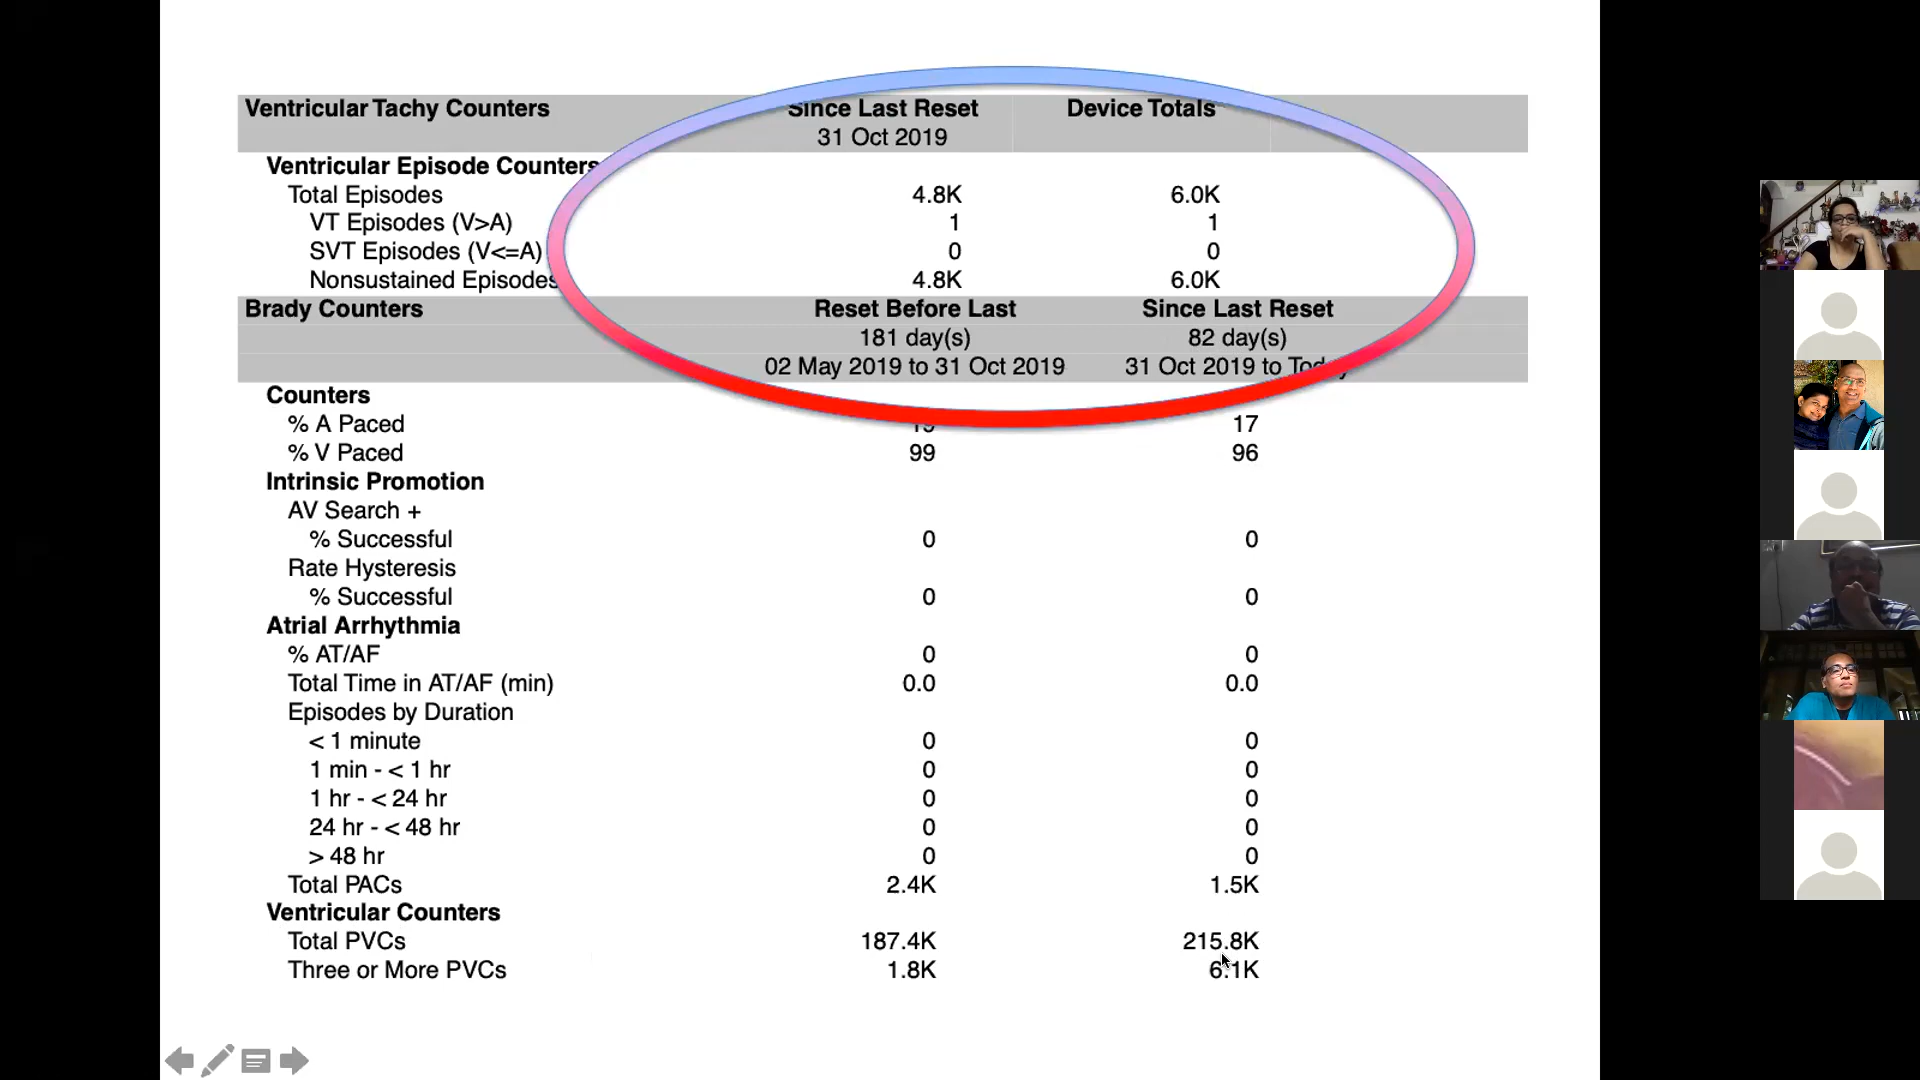 Ventricular Tachy Counters Since Last Reset Device Totals
31 Oct 2019
Ventricular Episode Counters
Total Episodes 4.8K 6.0K
VT Episodes (V>A) 1 1
SVT Episodes (V<=A) 0 0
Nonsustained Episodes 4.8K 6.0K
Brady Counters Reset Before Last Since Last Reset
181 day(s) 82 day(s)
02 May 2019 to 31 Oct 2019 31 Oct 2019 to Today
Counters
% A Paced 17
% V Paced 99 96
Intrinsic Promotion
AV Search +
% Successful 0 0
Rate Hysteresis
% Successful 0 0
Atrial Arrhythmia
% AT/AF 0 0
Total Time in AT/AF (min) 0.0 0.0
Episodes by Duration
< 1 minute 0 0
1 min - < 1 hr 0 0
1 hr - < 24 hr 0 0
24 hr - < 48 hr 0 0
> 48 hr 0 0
Total PACs 2.4K 1.5K
Ventricular Counters
Total PVCs 187.4K 215.8K
Three or More PVCs 1.8K 6.1K